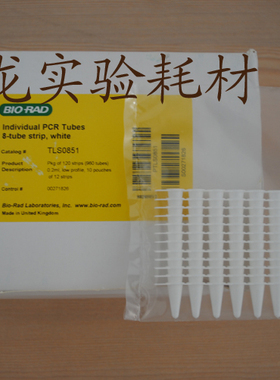 龙实验耗材
BIO-RAD
Individual PCR Tubes
8-tube strip, white
Catalog #
TLS0851
Product
Description:
Pkg of 120 strips (960 tubes)
0.2ml, low profile, 10 pouches
of 12 strips
Control #
Bio-Rad Laboratories, Inc. www.bio-rad.com
Made in United Kingdom